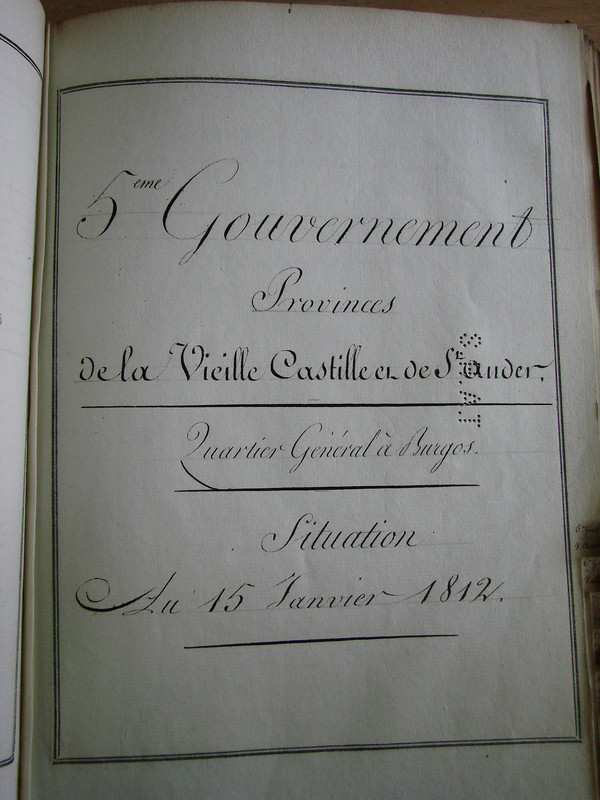 5eme Gouvernement
Provinces
de la Vieille Castille et de St Ander.
Quartier Général à Burgos.
Situation
Au 15 Janvier 1812.